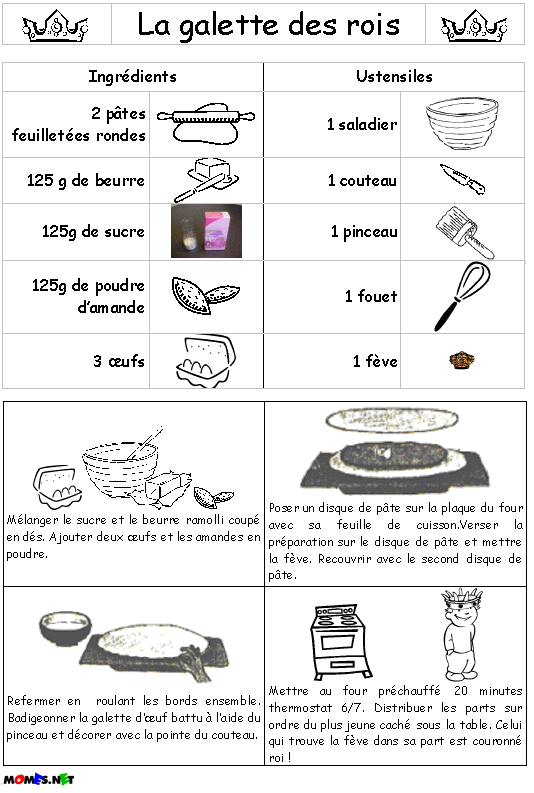 La galette des rois
Ingrédients
Ustensiles
2 pâtes
feuilletées rondes
1 saladier
125 g de beurre
1 couteau
125g de sucre
1 pinceau
125g de poudre
d'amande
1 fouet
3 œufs
1 fève
Mélanger le sucre et le beurre ramolli coupé
en dés. Ajouter deux œufs et les amandes en
poudre.
Poser un disque de pâte sur la plaque du four
avec sa feuille de cuisson.Verser la
préparation sur le disque de pâte et mettre
la fève. Recouvrir avec le second disque de
pâte.
Refermer en roulant les bords ensemble.
Badigeonner la galette d'œuf battu à l'aide du
pinceau et décorer avec la pointe du couteau.
Mettre au four préchauffé 20 minutes
thermostat 6/7. Distribuer les parts sur
ordre du plus jeune caché sous la table. Celui
qui trouve la fève dans sa part est couronné
roi !
MOMES.NET